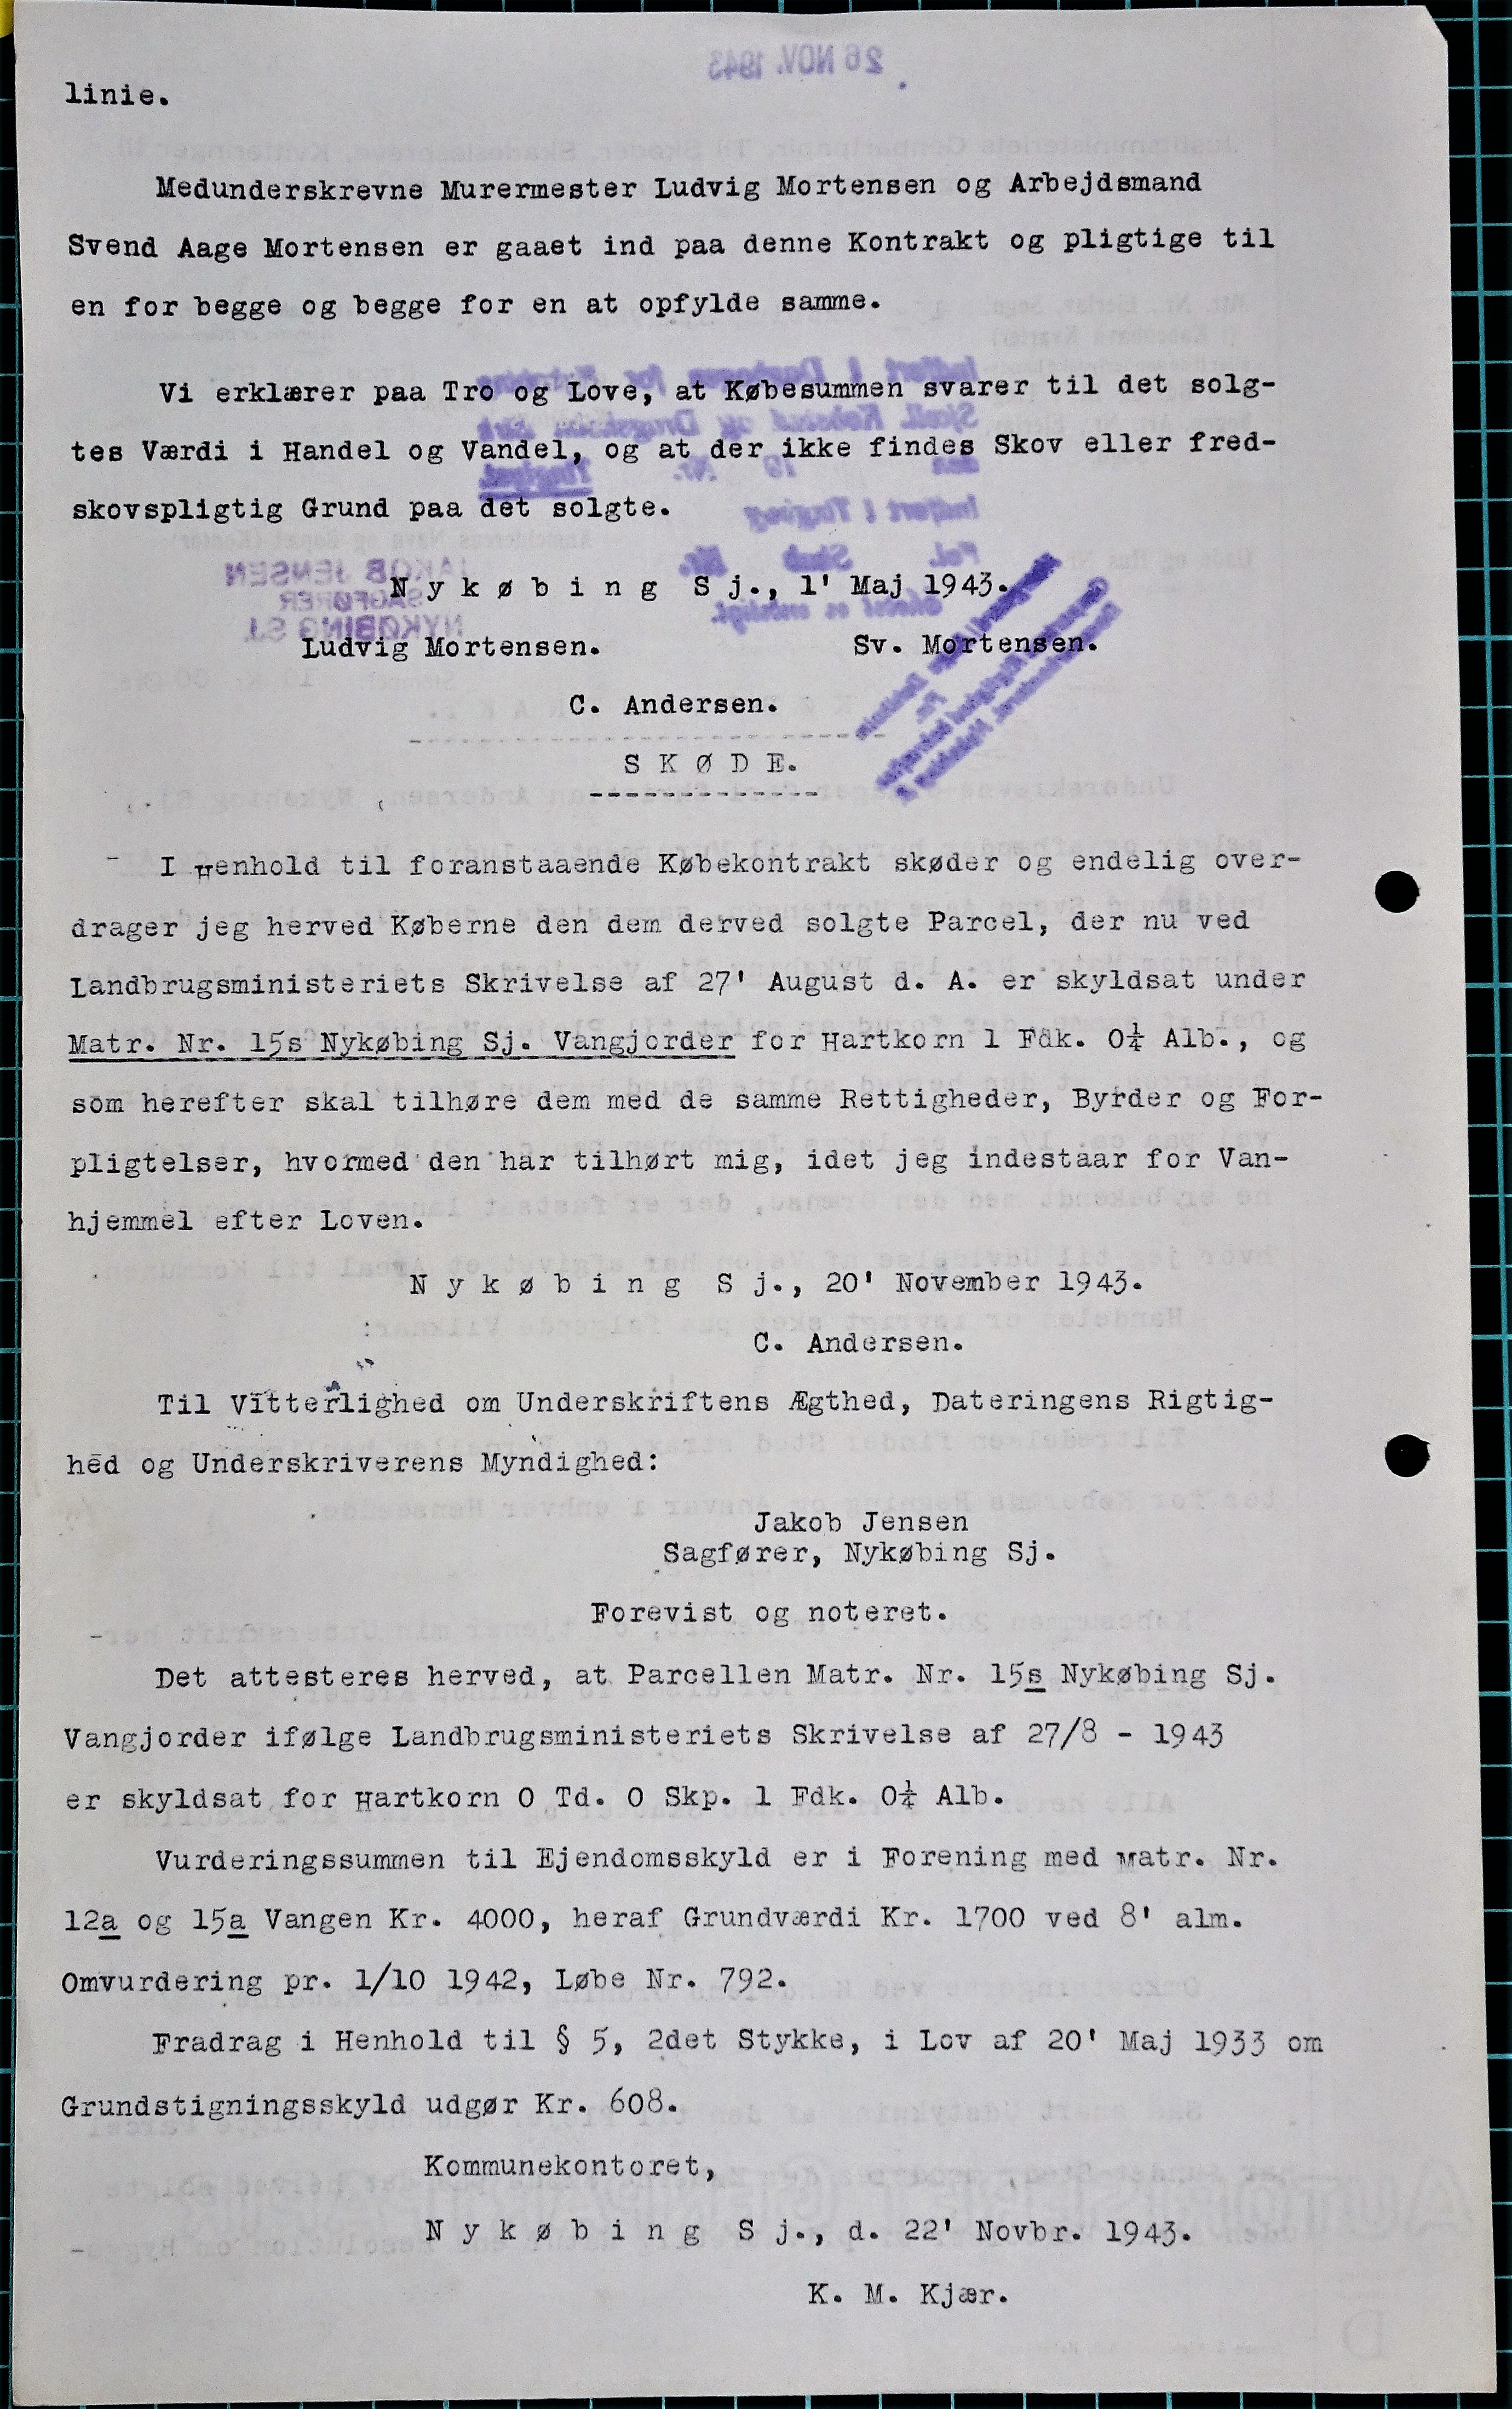 26 NOV. 1943
linie.
Medunderskrevne Murermester Ludvig Mortensen og Arbejdsmand
Svend Aage Mortensen er gaaet ind paa denne Kontrakt og pligtige til
en for begge og begge for en at opfylde samme.
Vi erklærer paa Tro og Love, at Købesummen svarer til det solg-
tes Værdi i Handel og Vandel, og at der ikke findes Skov eller fred-
skovspligtig Grund paa det solgte.
JAKOB JENSEN
SAGFØRER
NYKØBING SJ.
N y k ø b i n g  S j., 1' Maj 1943.
Ludvig Mortensen. Sv. Mortensen.
C. Andersen.
S K Ø D E.
I Henhold til foranstaaende Købekontrakt skøder og endelig over-
drager jeg herved Køberne den dem derved solgte Parcel, der nu ved
Landbrugsministeriets Skrivelse af 27' August d. A. er skyldsat under
Matr. Nr. 15s Nykøbing Sj. Vangjorder for Hartkorn 1 Fdk. 0¼ Alb., og
som herefter skal tilhøre dem med de samme Rettigheder, Byrder og For-
pligtelser, hvormed den har tilhørt mig, idet jeg indestaar for Van-
hjemmel efter Loven.
N y k ø b i n g  S j., 20' November 1943.
C. Andersen.
Til Vitterlighed om Underskriftens Ægthed, Dateringens Rigtig-
hed og Underskriverens Myndighed:
Jakob Jensen
Sagfører, Nykøbing Sj.
Forevist og noteret.
Det attesteres herved, at Parcellen Matr. Nr. 15s Nykøbing Sj.
Vangjorder ifølge Landbrugsministeriets Skrivelse af 27/8 - 1943
er skyldsat for Hartkorn 0 Td. 0 Skp. 1 Fdk. 0¼ Alb.
Vurderingssummen til Ejendomsskyld er i Forening med Matr. Nr.
12a og 15a Vangen Kr. 4000, heraf Grundværdi Kr. 1700 ved 8' alm.
Omvurdering pr. 1/10 1942, Løbe Nr. 792.
Fradrag i Henhold til § 5, 2det Stykke, i Lov af 20' Maj 1933 om
Grundstigningsskyld udgør Kr. 608.
Kommunekontoret,
N y k ø b i n g  S j., d. 22' Novbr. 1943.
K. M. Kjær.